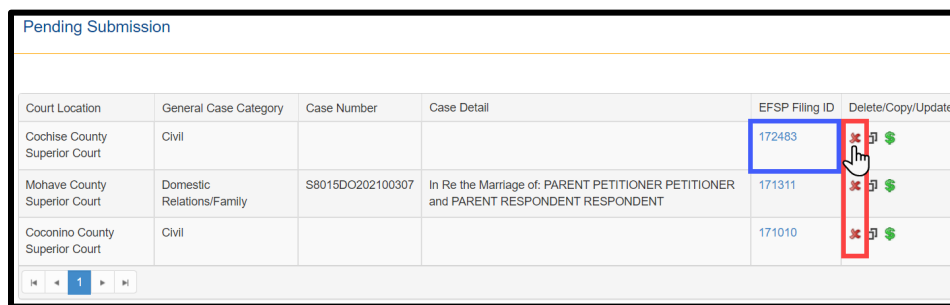 Pending Submission
Court Location General Case Category Case Number Case Detail EFSP Filing ID Delete/Copy/Update
Cochise County Civil 172483
Superior Court
Mohave County Domestic S8015DO202100307 In Re the Marriage of: PARENT PETITIONER PETITIONER 171311
Superior Court Relations/Family and PARENT RESPONDENT RESPONDENT
Coconino County Civil 171010
Superior Court
1